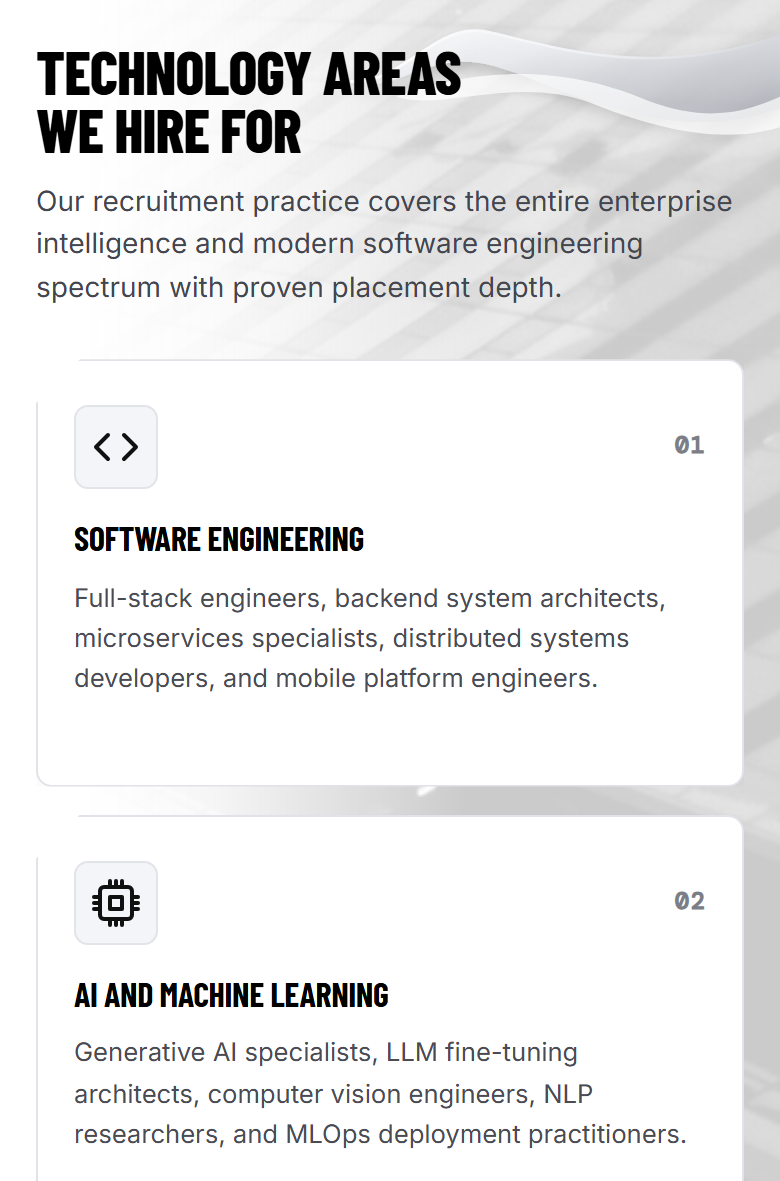 TECHNOLOGY AREAS
WE HIRE FOR
Our recruitment practice covers the entire enterprise
intelligence and modern software engineering
spectrum with proven placement depth.
01
SOFTWARE ENGINEERING
Full-stack engineers, backend system architects,
microservices specialists, distributed systems
developers, and mobile platform engineers.
02
AI AND MACHINE LEARNING
Generative AI specialists, LLM fine-tuning
architects, computer vision engineers, NLP
researchers, and MLOps deployment practitioners.